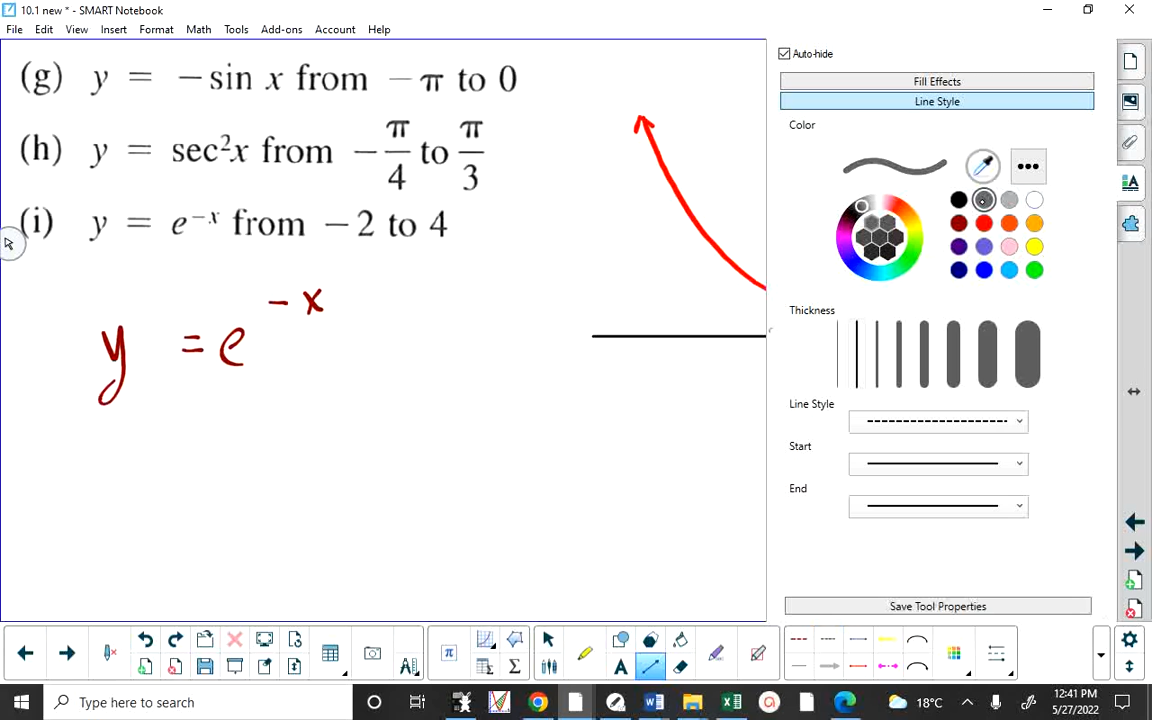 10.1 new * - SMART Notebook
File Edit View Insert Format Math Tools Add-ons Account Help
(g) y = −sin x from −π to 0
(h) y = sec²x from −π/4 to π/3
(i) y = e⁻ˣ from −2 to 4
y = e⁻ˣ
Auto-hide
Fill Effects
Line Style
Color
Thickness
Line Style
Start
End
Save Tool Properties
Type here to search
18°C
12:41 PM
5/27/2022